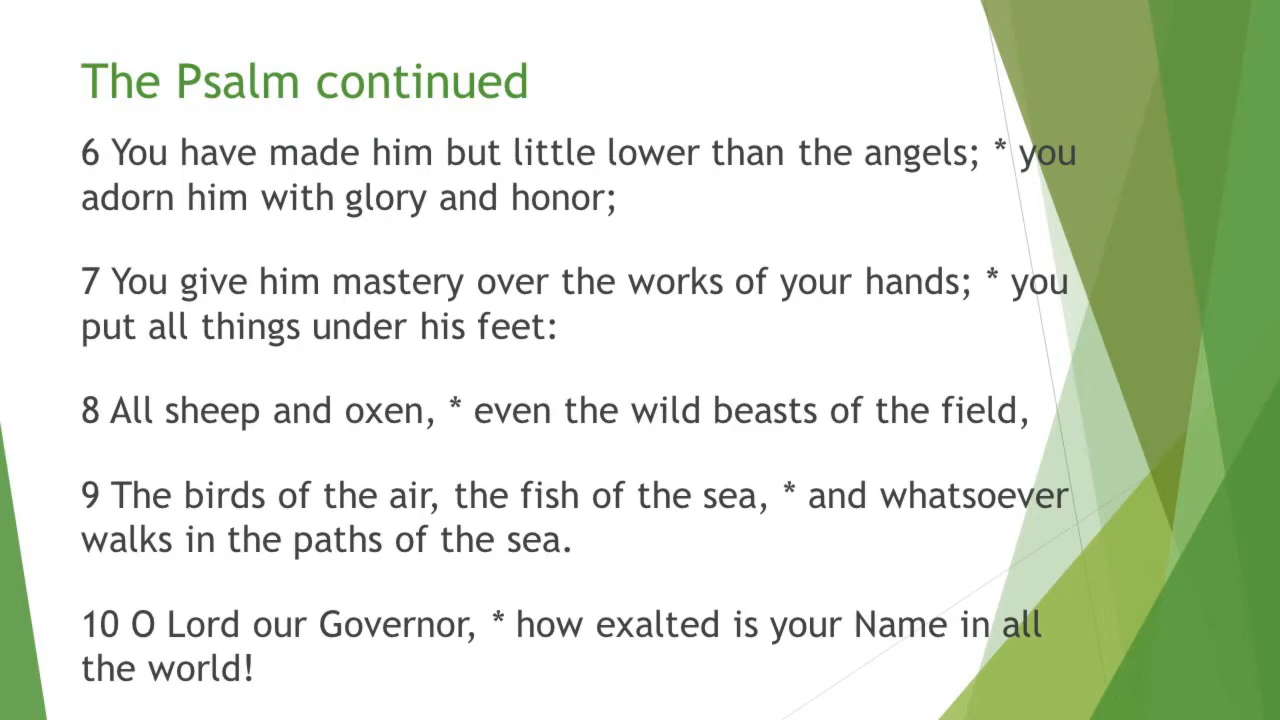 The Psalm continued
6 You have made him but little lower than the angels; * you
adorn him with glory and honor;
7 You give him mastery over the works of your hands; * you
put all things under his feet:
8 All sheep and oxen, * even the wild beasts of the field,
9 The birds of the air, the fish of the sea, * and whatsoever
walks in the paths of the sea.
10 O Lord our Governor, * how exalted is your Name in all
the world!